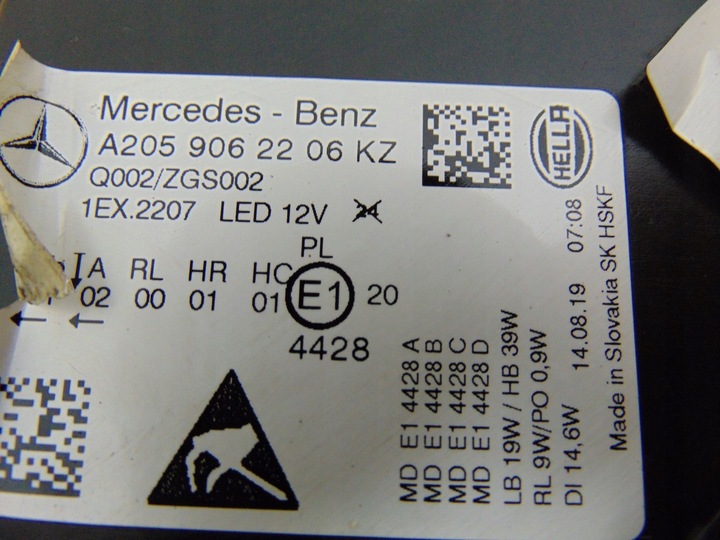 Mercedes - Benz
A205 906 22 06 KZ
Q002/ZGS002
1EX.2207 LED 12V 24
PL
A RL HR HC
02 00 01 01 E1 20
4428
HELLA
MD E1 4428 A
MD E1 4428 B
MD E1 4428 C
MD E1 4428 D
LB 19W / HB 39W
RL 9W/PO 0,9W
DI 14,6W 14.08.19 07:08
Made in Slovakia SK HSKF